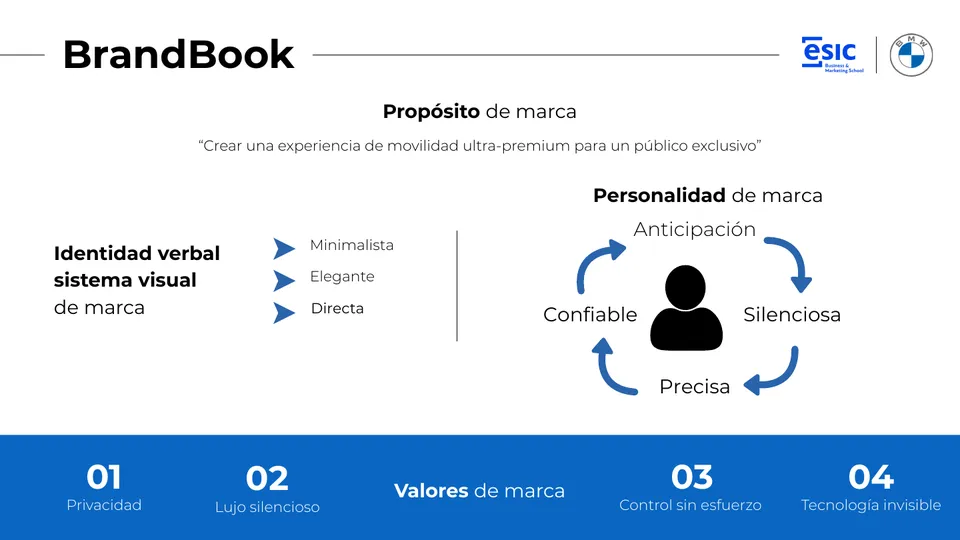 BrandBook
esic
Business &
Marketing School
BMW
Propósito de marca
“Crear una experiencia de movilidad ultra-premium para un público exclusivo”
Identidad verbal
sistema visual
de marca
Minimalista
Elegante
Directa
Personalidad de marca
Anticipación
Confiable
Silenciosa
Precisa
01
Privacidad
02
Lujo silencioso
Valores de marca
03
Control sin esfuerzo
04
Tecnología invisible